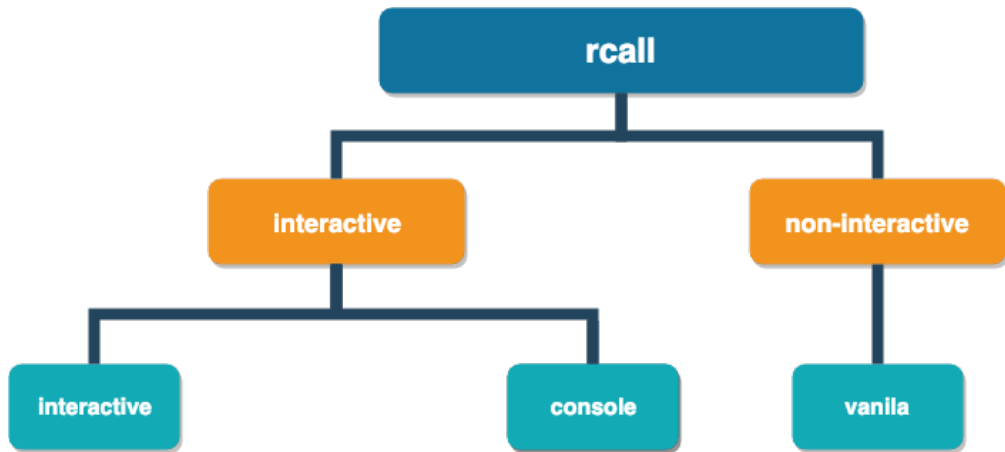 rcall
interactive
non-interactive
interactive
console
vanila